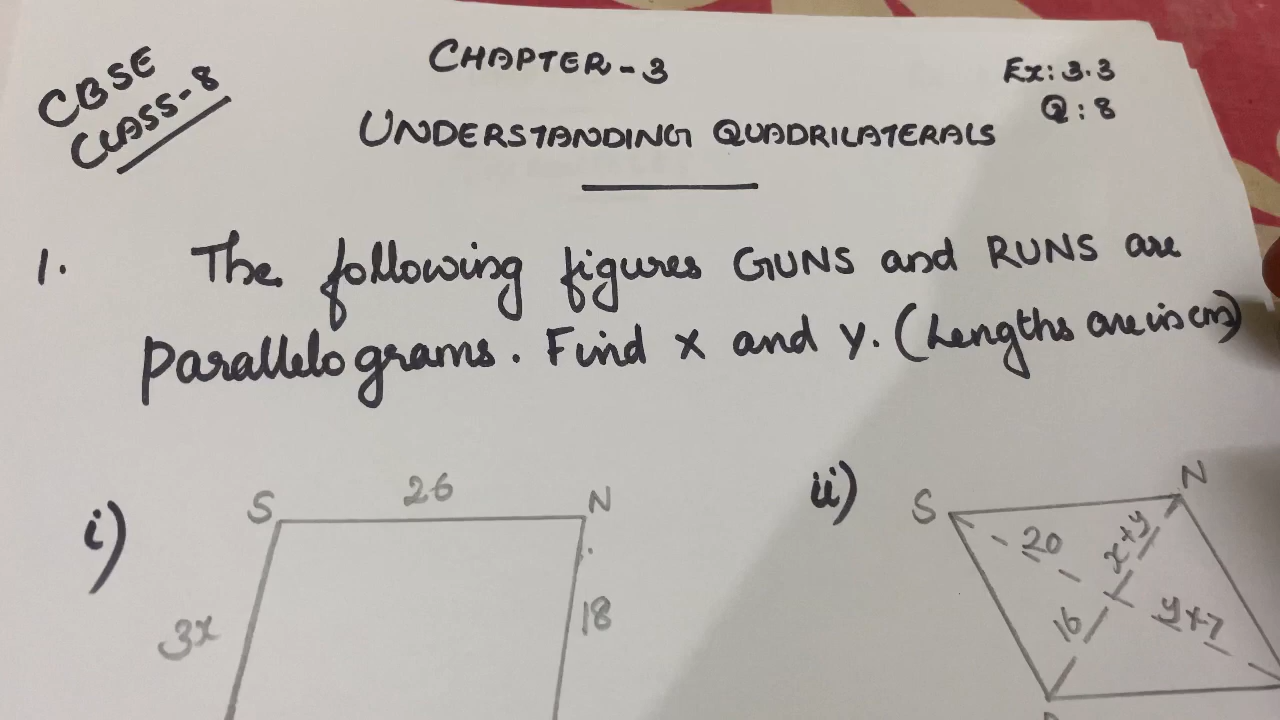 CBSE
CLASS-8
CHAPTER-3
Ex: 3.3
Q: 8
UNDERSTANDING QUADRILATERALS
1. The following figures GUNS and RUNS are
parallelograms. Find x and y. (Lengths are in cm)
i)
S 26 N
3x 18
ii)
S N
20 x+y
16 y+7